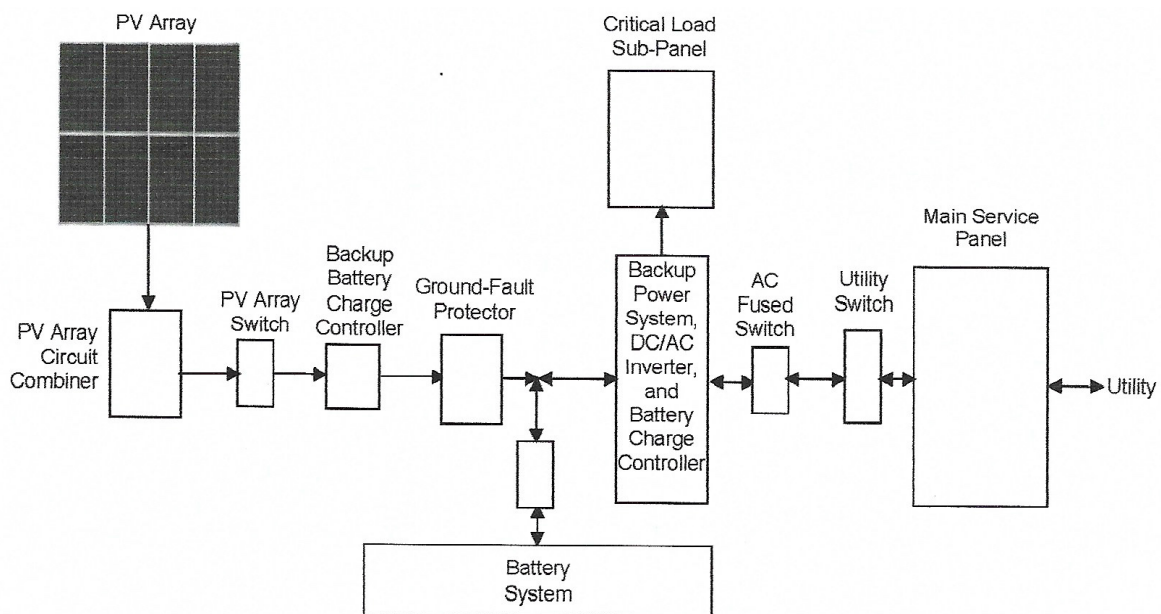 PV Array
Critical Load
Sub-Panel
Main Service
Panel
Backup
Battery
Charge
Controller
Ground-Fault
Protector
PV Array
Switch
PV Array
Circuit
Combiner
Backup
Power
System,
DC/AC
Inverter,
and
Battery
Charge
Controller
AC
Fused
Switch
Utility
Switch
Utility
Battery
System